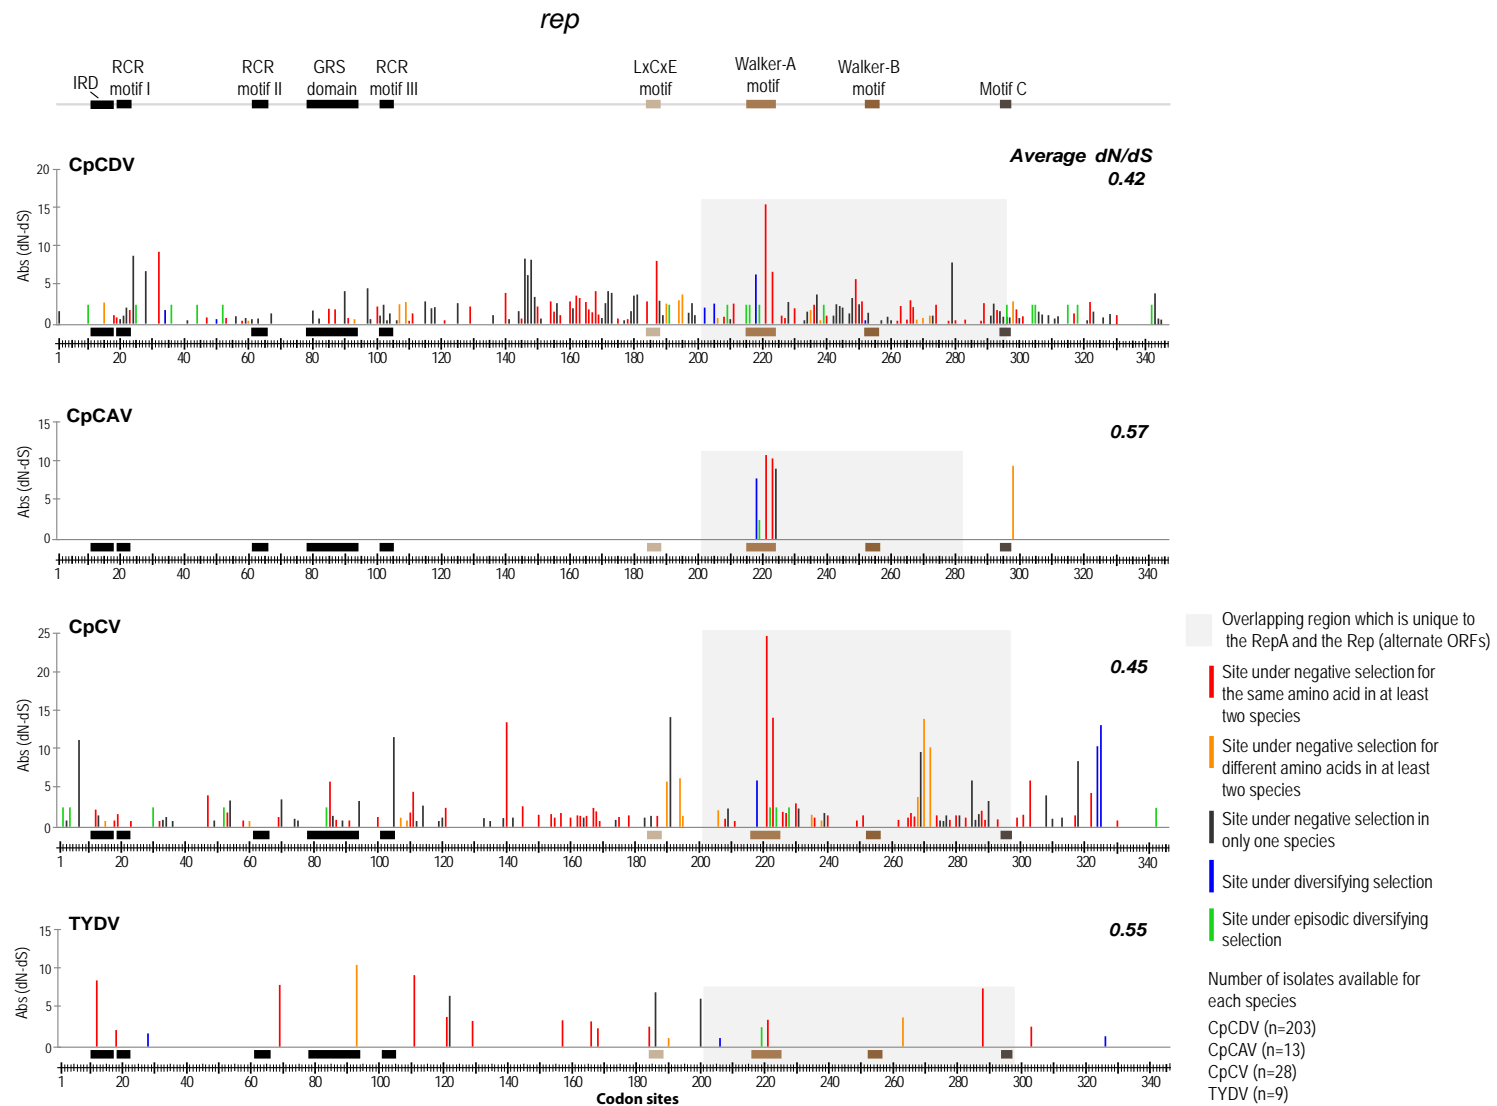 rep
IRD
RCR
motif I
RCR
motif II
GRS
domain
RCR
motif III
LxCxE
motif
Walker-A
motif
Walker-B
motif
Motif C
CpCDV
Average dN/dS
0.42
Abs (dN-dS)
20
15
10
5
0
1 20 40 60 80 100 120 140 160 180 200 220 240 260 280 300 320 340
CpCAV
0.57
Abs (dN-dS)
15
10
5
0
1 20 40 60 80 100 120 140 160 180 200 220 240 260 280 300 320 340
CpCV
0.45
Abs (dN-dS)
25
20
15
10
5
0
1 20 40 60 80 100 120 140 160 180 200 220 240 260 280 300 320 340
TYDV
0.55
Abs (dN-dS)
15
10
5
0
1 20 40 60 80 100 120 140 160 180 200 220 240 260 280 300 320 340
Codon sites
Overlapping region which is unique to
the RepA and the Rep (alternate ORFs)
Site under negative selection for
the same amino acid in at least
two species
Site under negative selection for
different amino acids in at least
two species
Site under negative selection in
only one species
Site under diversifying selection
Site under episodic diversifying
selection
Number of isolates available for
each species
CpCDV (n=203)
CpCAV (n=13)
CpCV (n=28)
TYDV (n=9)